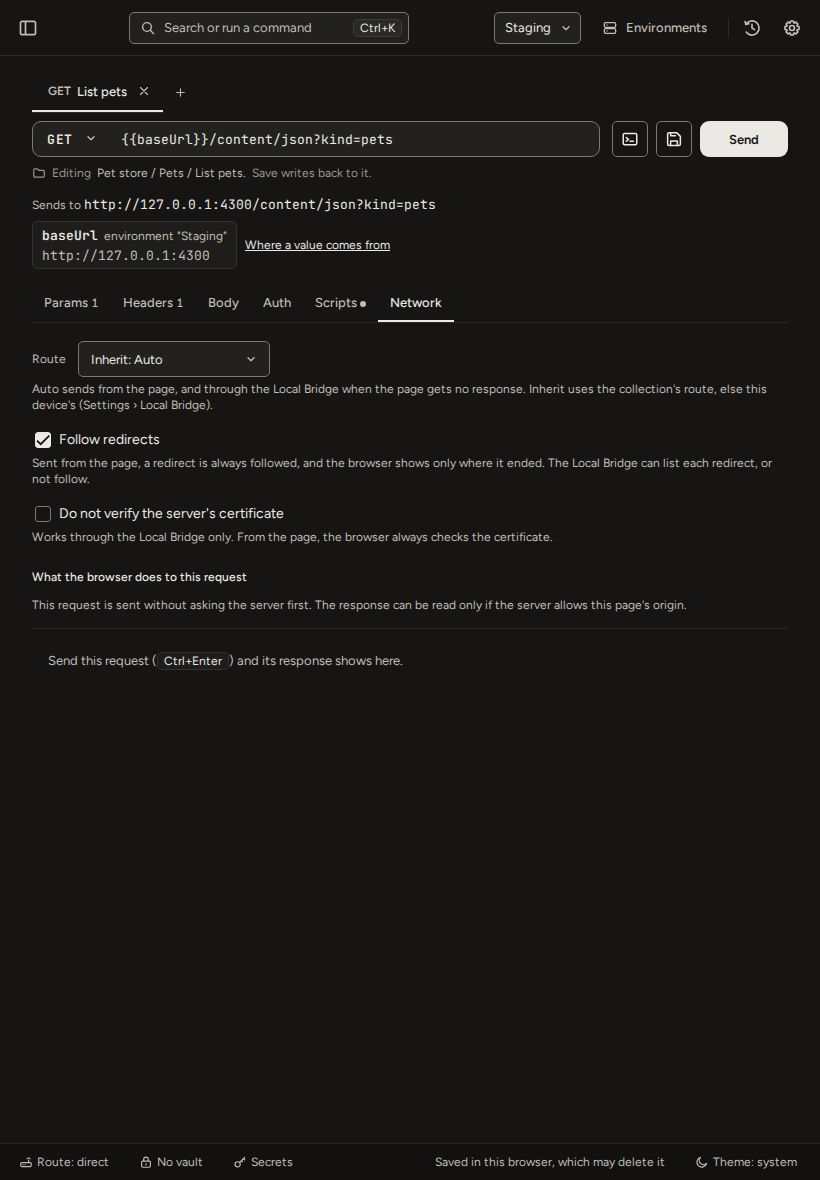 Search or run a command Ctrl+K Staging Environments
GET List pets
GET {{baseUrl}}/content/json?kind=pets Send
Editing Pet store / Pets / List pets. Save writes back to it.
Sends to http://127.0.0.1:4300/content/json?kind=pets
baseUrl environment "Staging"
http://127.0.0.1:4300
Where a value comes from
Params 1 Headers 1 Body Auth Scripts Network
Route Inherit: Auto
Auto sends from the page, and through the Local Bridge when the page gets no response. Inherit uses the collection's route, else this
device's (Settings › Local Bridge).
Follow redirects
Sent from the page, a redirect is always followed, and the browser shows only where it ended. The Local Bridge can list each redirect, or
not follow.
Do not verify the server's certificate
Works through the Local Bridge only. From the page, the browser always checks the certificate.
What the browser does to this request
This request is sent without asking the server first. The response can be read only if the server allows this page's origin.
Send this request (Ctrl+Enter) and its response shows here.
Route: direct No vault Secrets Saved in this browser, which may delete it Theme: system